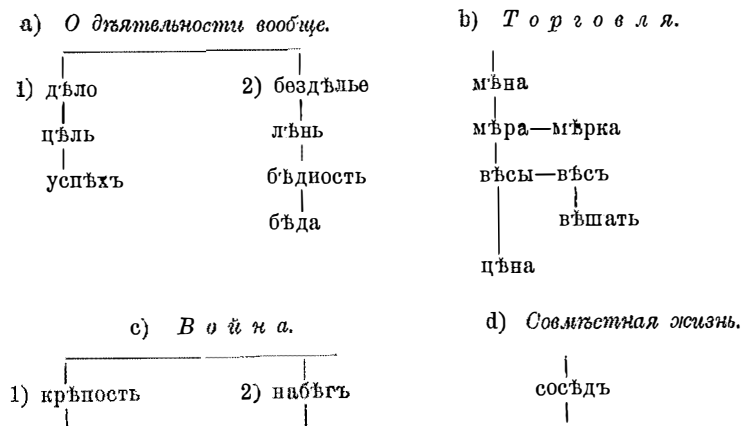 a) О дѣятельности вообще.
1) дѣло 2) бездѣлье
цѣль лѣнь
успѣхъ бѣдность
бѣда
b) Торговля.
мѣна
мѣра—мѣрка
вѣсы—вѣсъ
вѣшать
цѣна
c) Война.
1) крѣпость 2) набѣгъ
d) Совмѣстная жизнь.
сосѣдъ